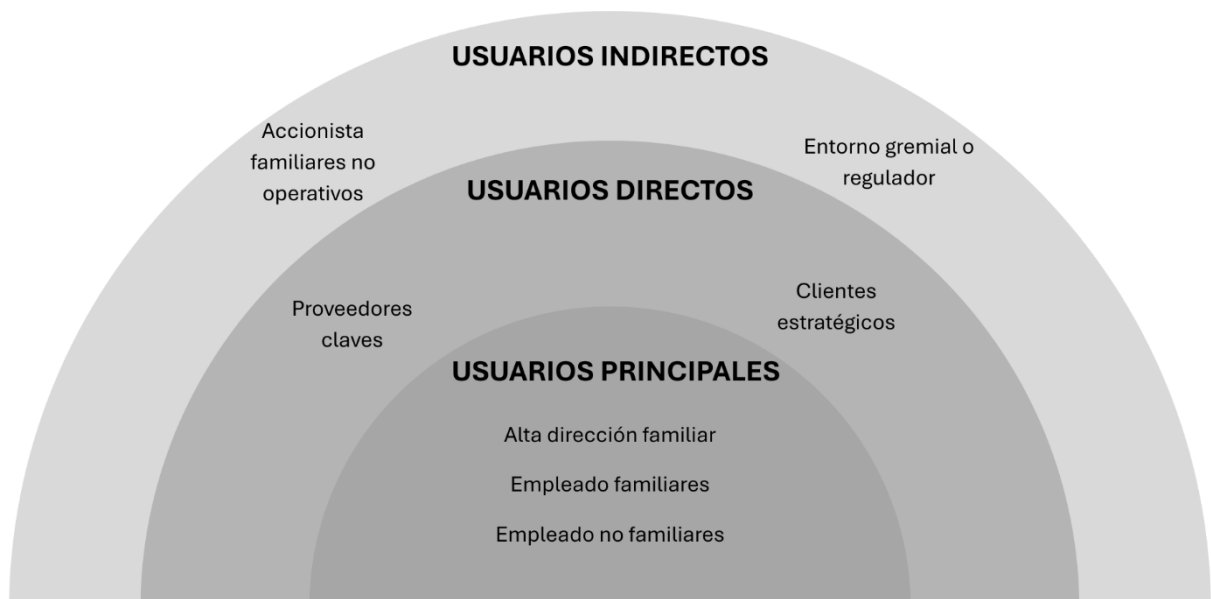 USUARIOS INDIRECTOS
Accionista
familiares no
operativos
Entorno gremial o
regulador
USUARIOS DIRECTOS
Proveedores
claves
Clientes
estratégicos
USUARIOS PRINCIPALES
Alta dirección familiar
Empleado familiares
Empleado no familiares